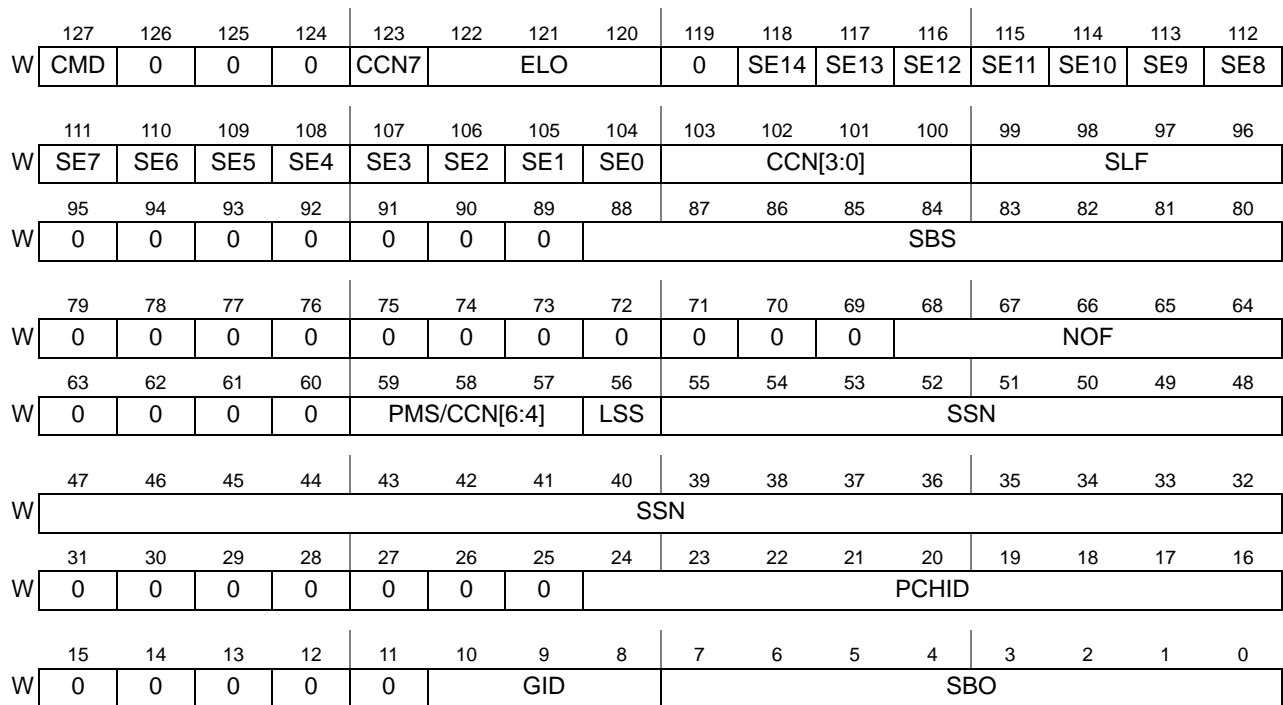 127 126 125 124 123 122 121 120 119 118 117 116 115 114 113 112
W CMD 0 0 0 CCN7 ELO 0 SE14 SE13 SE12 SE11 SE10 SE9 SE8
111 110 109 108 107 106 105 104 103 102 101 100 99 98 97 96
W SE7 SE6 SE5 SE4 SE3 SE2 SE1 SE0 CCN[3:0] SLF
95 94 93 92 91 90 89 88 87 86 85 84 83 82 81 80
W 0 0 0 0 0 0 0 SBS
79 78 77 76 75 74 73 72 71 70 69 68 67 66 65 64
W 0 0 0 0 0 0 0 0 0 0 0 NOF
63 62 61 60 59 58 57 56 55 54 53 52 51 50 49 48
W 0 0 0 0 PMS/CCN[6:4] LSS SSN
47 46 45 44 43 42 41 40 39 38 37 36 35 34 33 32
W SSN
31 30 29 28 27 26 25 24 23 22 21 20 19 18 17 16
W 0 0 0 0 0 0 0 PCHID
15 14 13 12 11 10 9 8 7 6 5 4 3 2 1 0
W 0 0 0 0 0 GID SBO